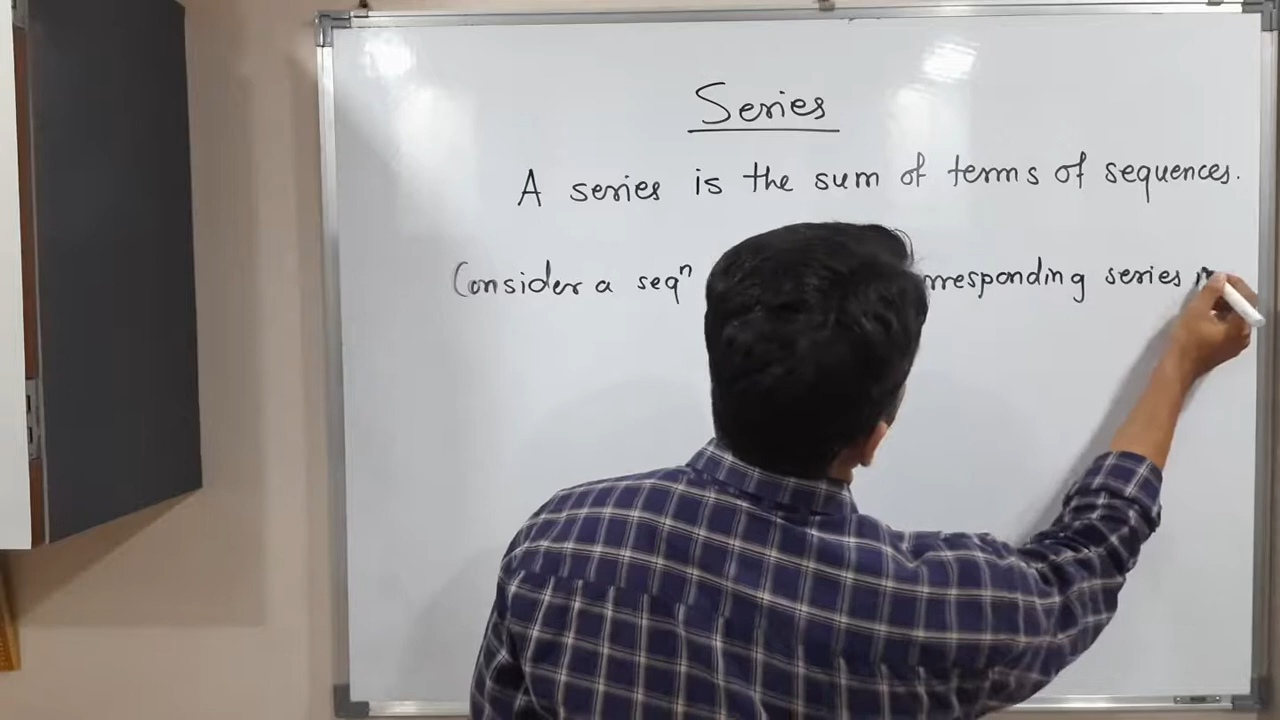 Series
A series is the sum of terms of sequences.
Consider a seqⁿ rresponding series